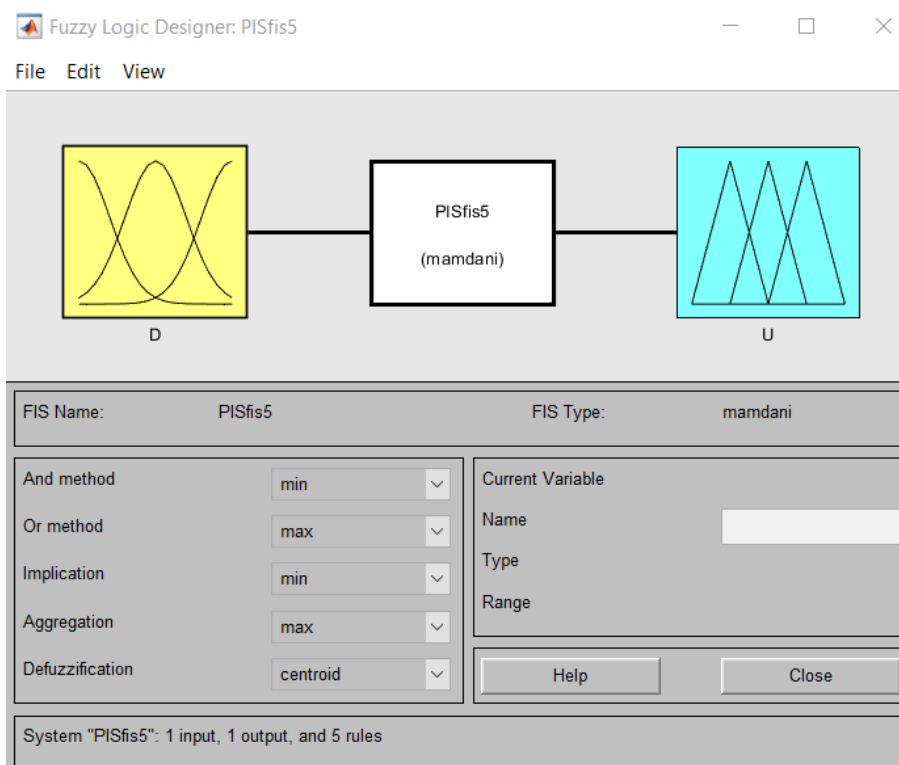 Fuzzy Logic Designer: PISfis5
File Edit View
PISfis5
(mamdani)
D
U
FIS Name: PISfis5 FIS Type: mamdani
And method min
Or method max
Implication min
Aggregation max
Defuzzification centroid
Current Variable
Name
Type
Range
Help Close
System "PISfis5": 1 input, 1 output, and 5 rules